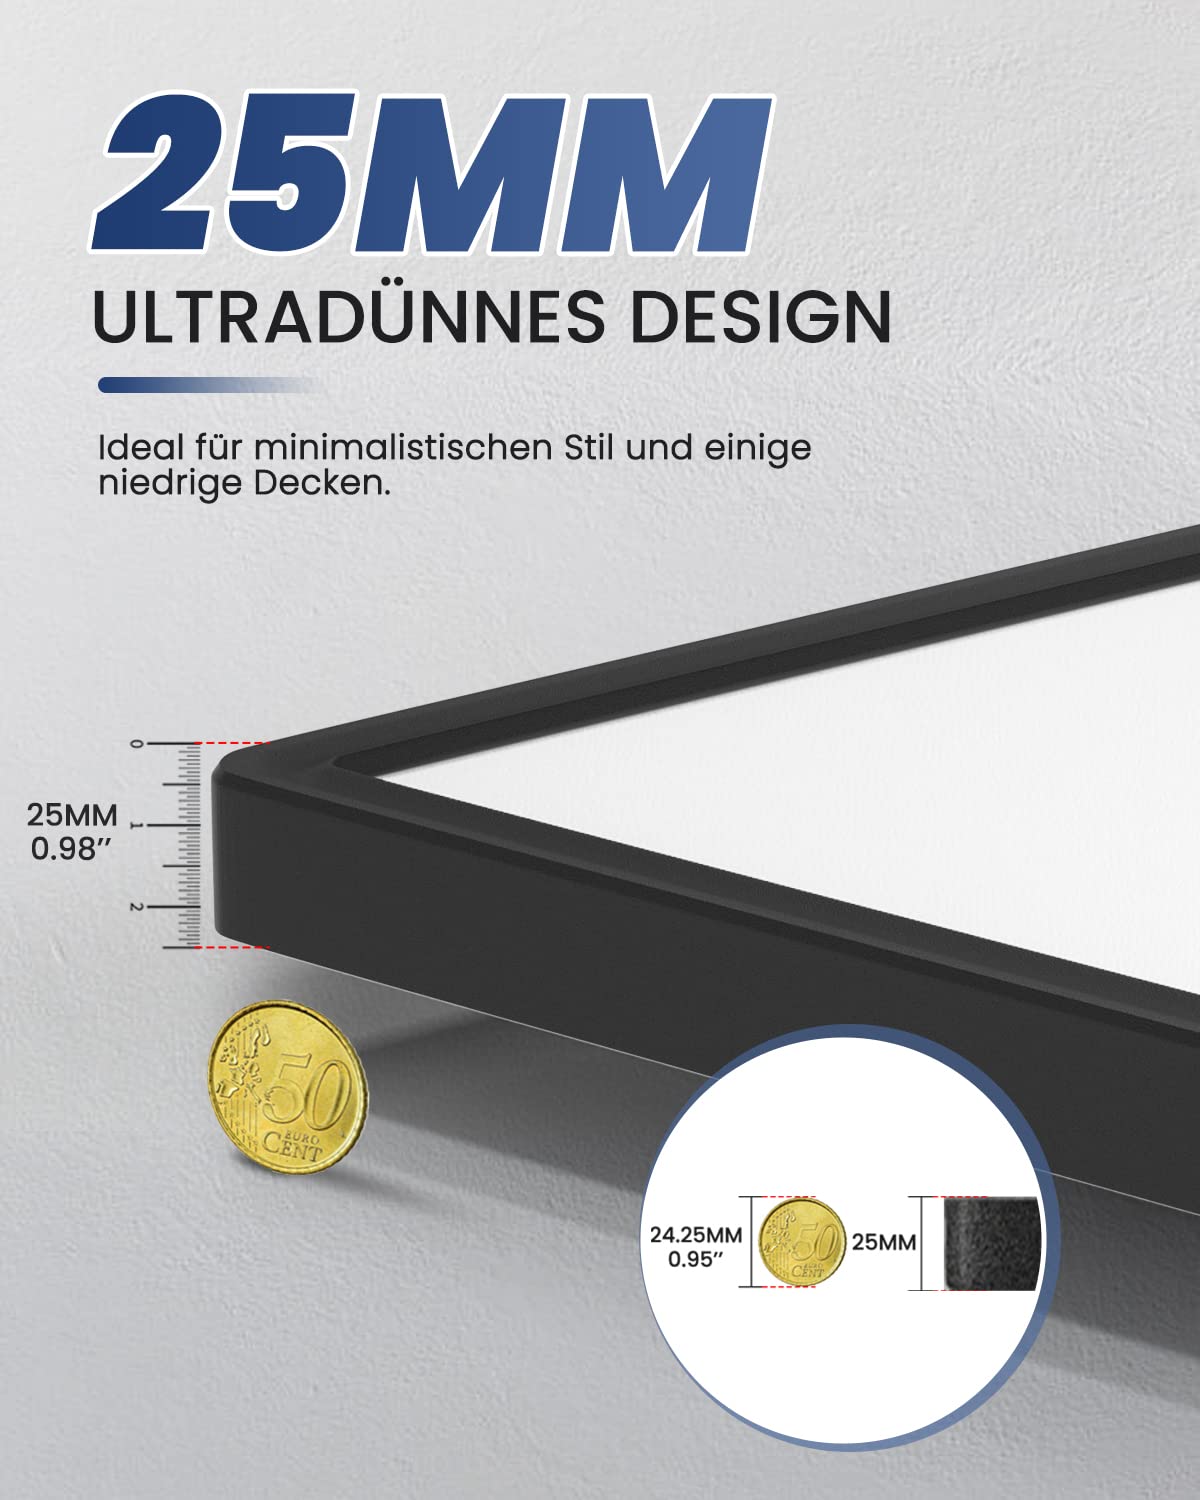 25MM
ULTRADÜNNES DESIGN
Ideal für minimalistischen Stil und einige
niedrige Decken.
0
25MM
1
0.98’’
2
50
EURO
CENT
24.25MM
0.95’’
50
EURO
CENT
25MM